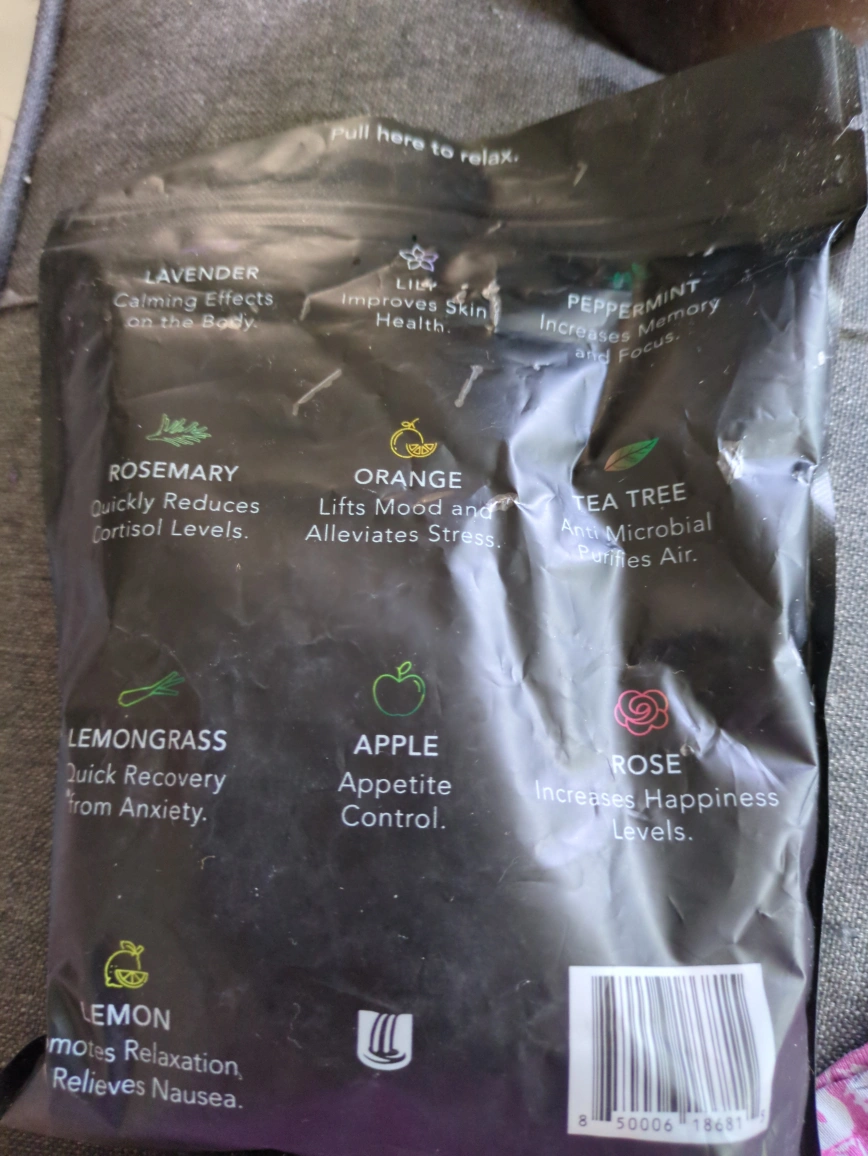 Pull here to relax.
LAVENDER
Calming Effects
on the Body.
LILY
Improves Skin
Health.
PEPPERMINT
Increases Memory
and Focus.
ROSEMARY
Quickly Reduces
Cortisol Levels.
ORANGE
Lifts Mood and
Alleviates Stress.
TEA TREE
Anti Microbial
Purifies Air.
LEMONGRASS
Quick Recovery
from Anxiety.
APPLE
Appetite
Control.
ROSE
Increases Happiness
Levels.
LEMON
omotes Relaxation,
Relieves Nausea.
8 50006 18681